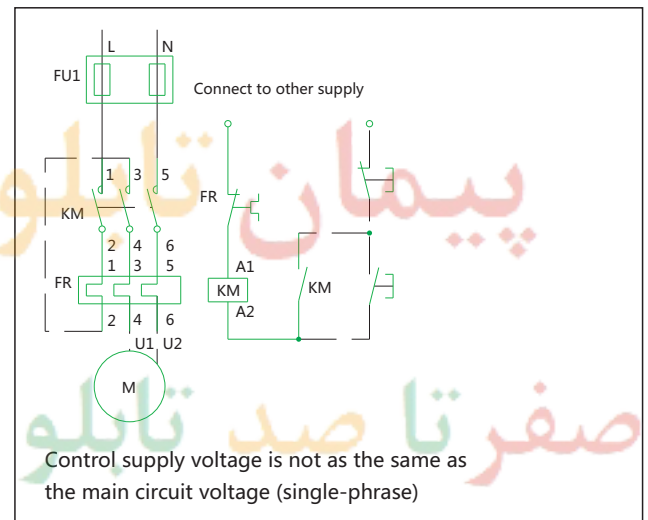 L N
FU1
Connect to other supply
1 3 5
KM
FR
2 4 6
1 3 5
FR
A1
KM
KM
A2
2 4 6
U1 U2
M
پیمان تابلو
صفر تا صد تابلو
Control supply voltage is not as the same as
the main circuit voltage (single-phrase)